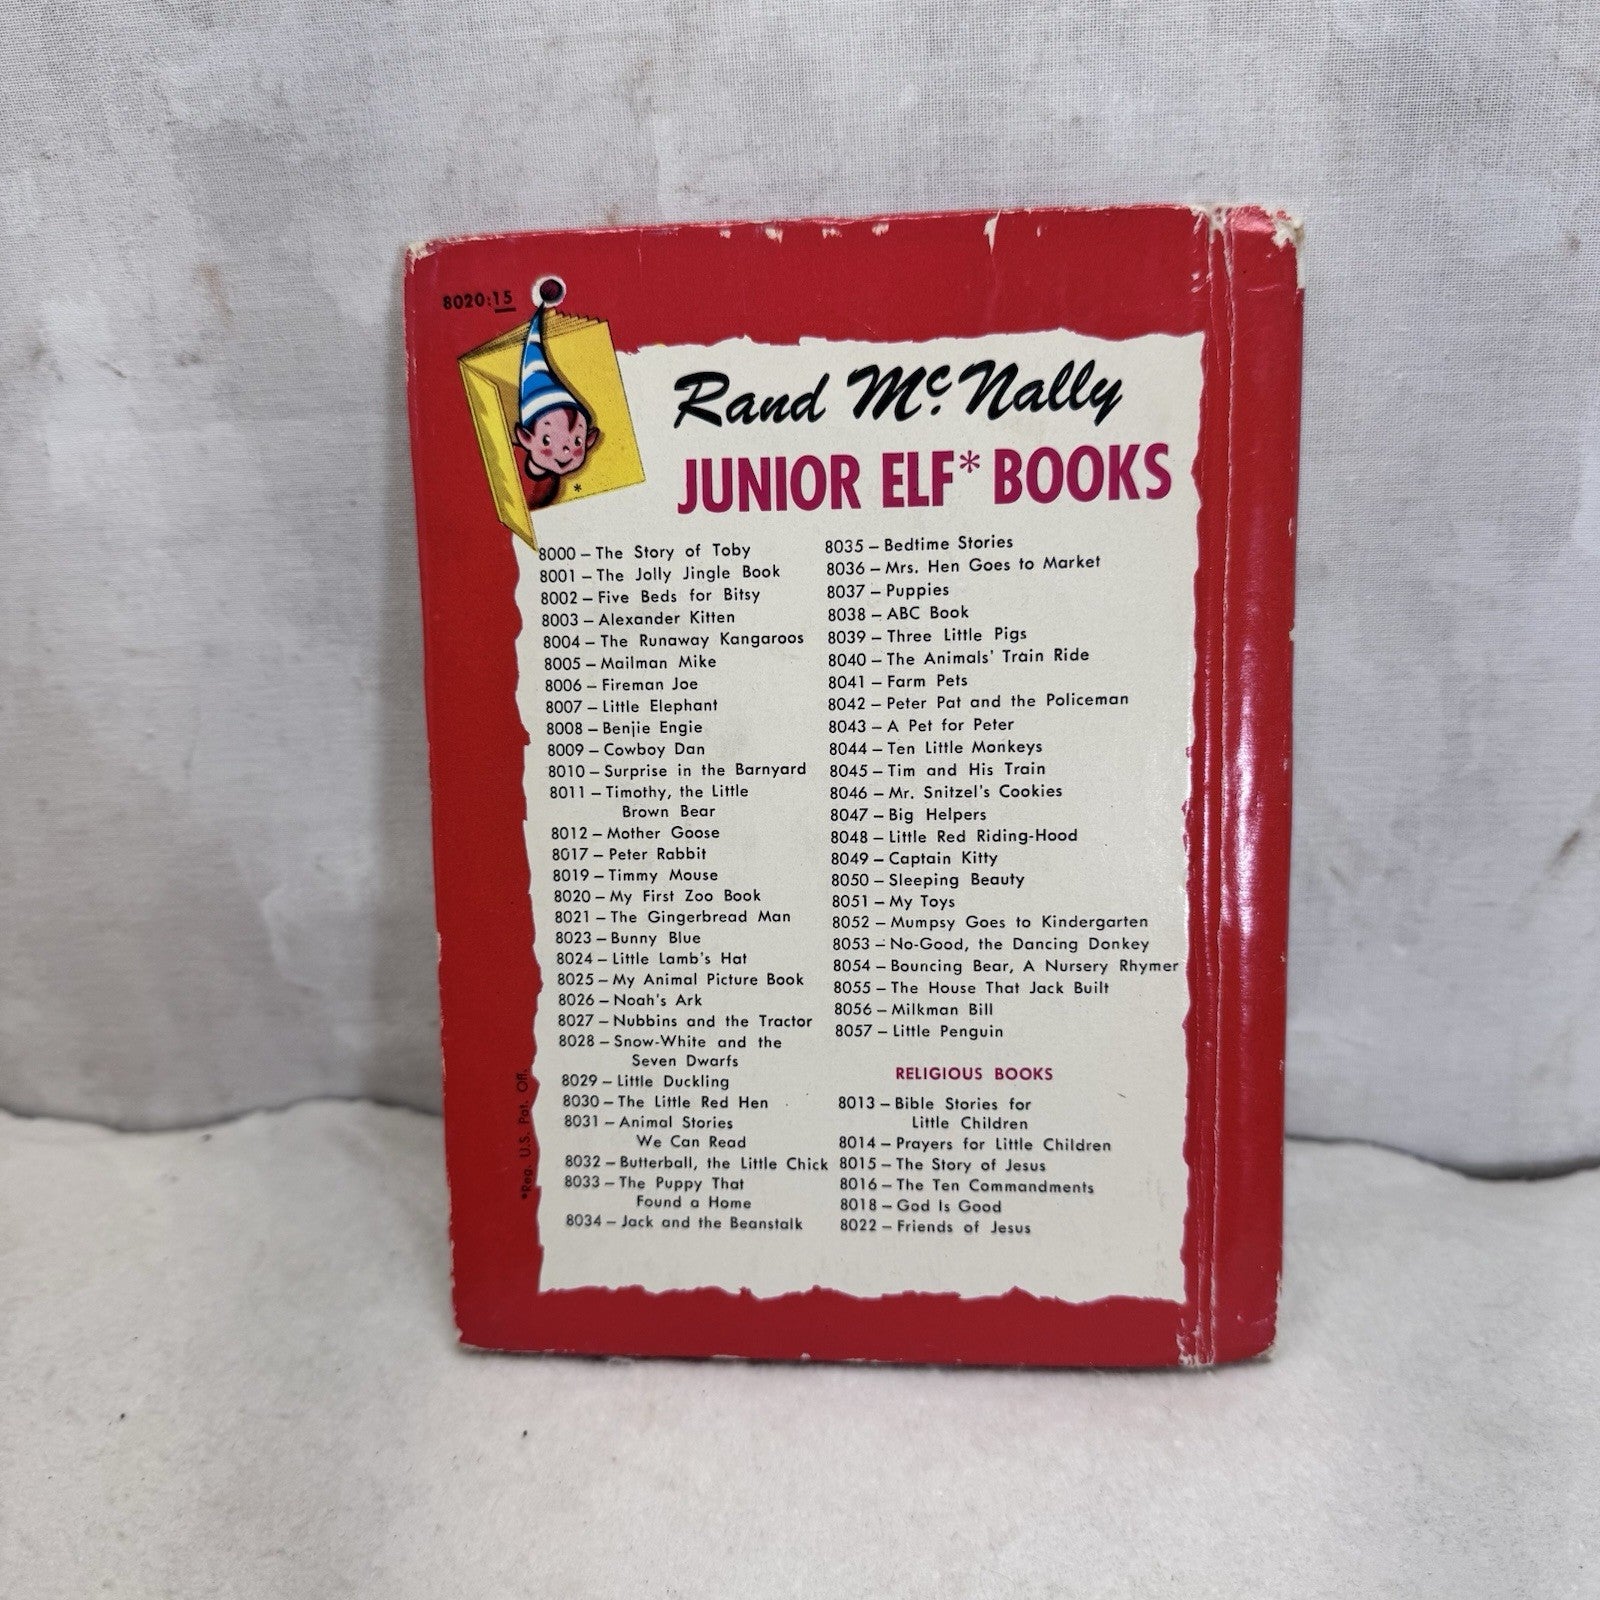 8020:15
Rand McNally
JUNIOR ELF* BOOKS
*
8000 – The Story of Toby
8001 – The Jolly Jingle Book
8002 – Five Beds for Bitsy
8003 – Alexander Kitten
8004 – The Runaway Kangaroos
8005 – Mailman Mike
8006 – Fireman Joe
8007 – Little Elephant
8008 – Benjie Engie
8009 – Cowboy Dan
8010 – Surprise in the Barnyard
8011 – Timothy, the Little
Brown Bear
8012 – Mother Goose
8017 – Peter Rabbit
8019 – Timmy Mouse
8020 – My First Zoo Book
8021 – The Gingerbread Man
8023 – Bunny Blue
8024 – Little Lamb's Hat
8025 – My Animal Picture Book
8026 – Noah's Ark
8027 – Nubbins and the Tractor
8028 – Snow-White and the
Seven Dwarfs
8029 – Little Duckling
8030 – The Little Red Hen
8031 – Animal Stories
We Can Read
8032 – Butterball, the Little Chick
8033 – The Puppy That
Found a Home
8034 – Jack and the Beanstalk
8035 – Bedtime Stories
8036 – Mrs. Hen Goes to Market
8037 – Puppies
8038 – ABC Book
8039 – Three Little Pigs
8040 – The Animals' Train Ride
8041 – Farm Pets
8042 – Peter Pat and the Policeman
8043 – A Pet for Peter
8044 – Ten Little Monkeys
8045 – Tim and His Train
8046 – Mr. Snitzel's Cookies
8047 – Big Helpers
8048 – Little Red Riding-Hood
8049 – Captain Kitty
8050 – Sleeping Beauty
8051 – My Toys
8052 – Mumpsy Goes to Kindergarten
8053 – No-Good, the Dancing Donkey
8054 – Bouncing Bear, A Nursery Rhymer
8055 – The House That Jack Built
8056 – Milkman Bill
8057 – Little Penguin
RELIGIOUS BOOKS
8013 – Bible Stories for
Little Children
8014 – Prayers for Little Children
8015 – The Story of Jesus
8016 – The Ten Commandments
8018 – God Is Good
8022 – Friends of Jesus
*Reg. U.S. Pat. Off.